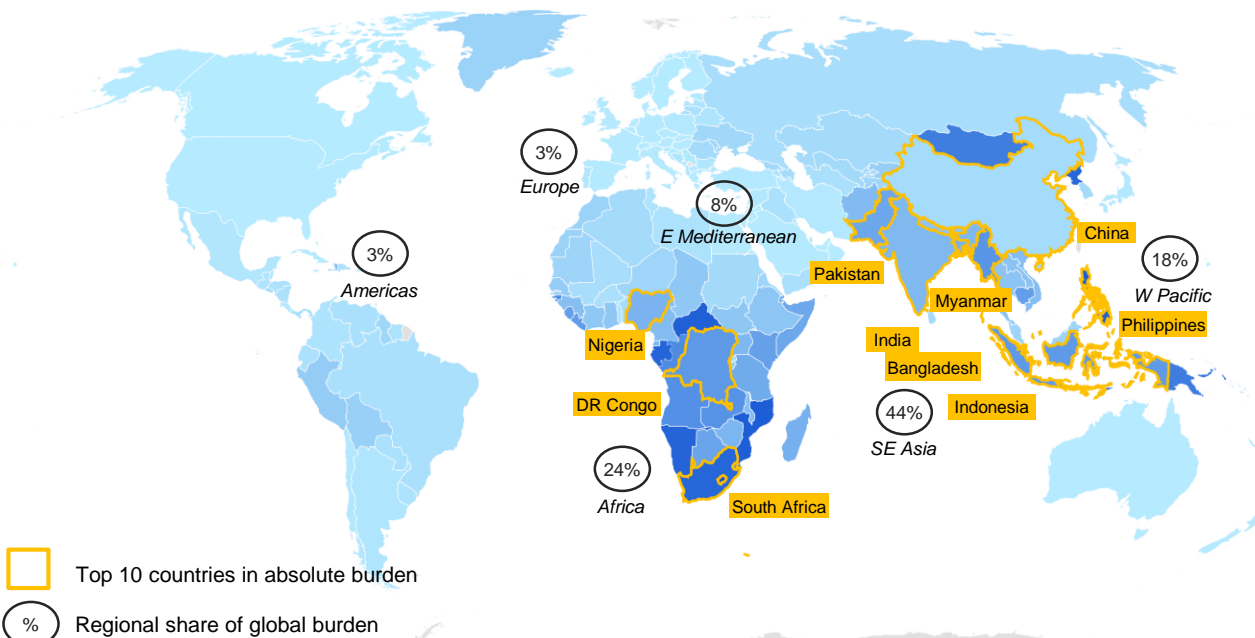 3%
Europe
8%
E Mediterranean
China
3%
Americas
Pakistan
18%
W Pacific
Myanmar
Philippines
Nigeria
India
Bangladesh
DR Congo
44%
Indonesia
SE Asia
24%
Africa
South Africa
Top 10 countries in absolute burden
% Regional share of global burden